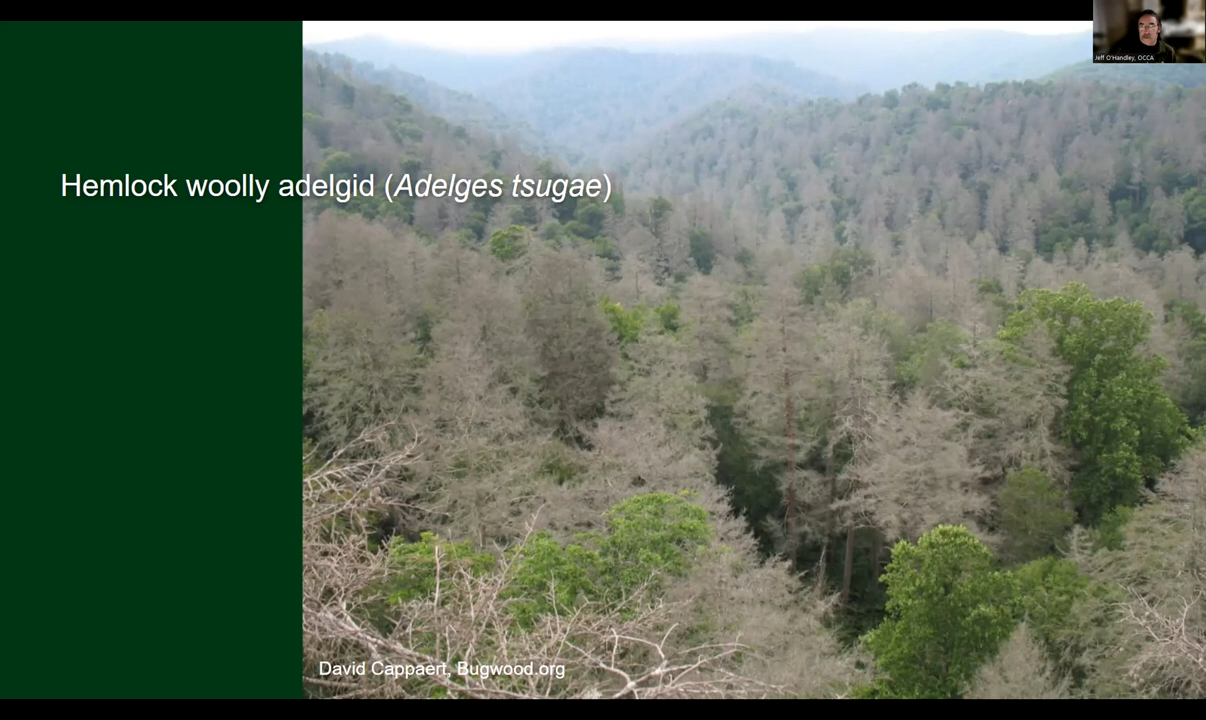 Jeff O'Handley, OCCA
Hemlock woolly adelgid (Adelges tsugae)
David Cappaert, Bugwood.org